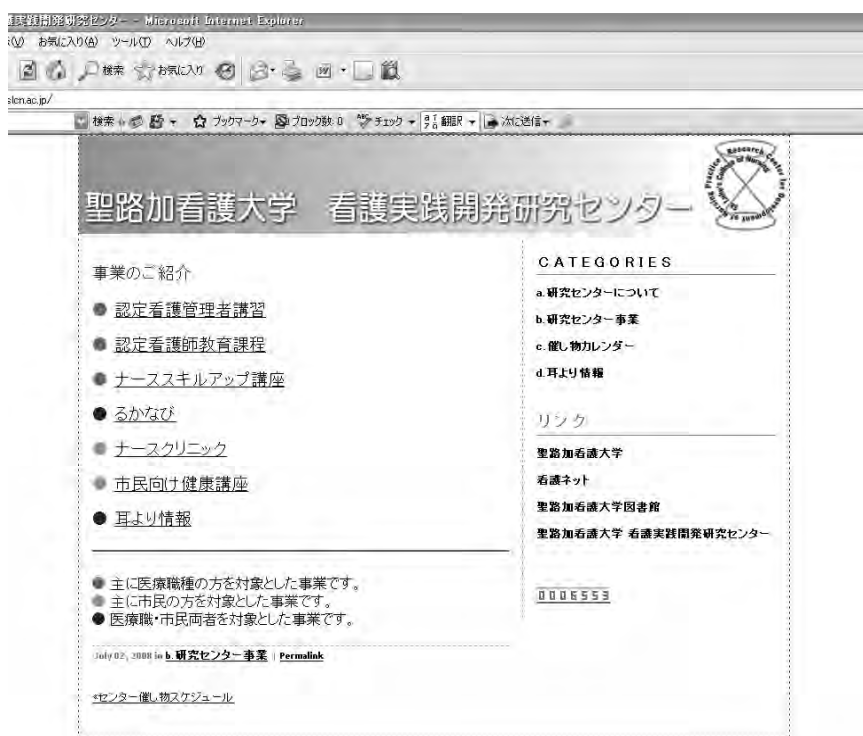 研究センター - Microsoft Internet Explorer
(V) お気に入り(A) ツール(T) ヘルプ(H)
検索 お気に入り
slcn.ac.jp/
検索 ブックマーク ブロック数: 0 チェック 翻訳 次に送信
聖路加看護大学 看護実践開発研究センター
Research Center for Development of Nursing Practice
St. Luke's College of Nursing
事業のご紹介
認定看護管理者講習
認定看護師教育課程
ナーススキルアップ講座
るかなび
ナースクリニック
市民向け健康講座
耳より情報
主に医療職種の方を対象とした事業です。
主に市民の方を対象とした事業です。
医療職・市民両者を対象とした事業です。
July 02, 2008 in b.研究センター事業 | Permalink
«センター催し物スケジュール
CATEGORIES
a.研究センターについて
b.研究センター事業
c.催し物カレンダー
d.耳より情報
リンク
聖路加看護大学
看護ネット
聖路加看護大学図書館
聖路加看護大学 看護実践開発研究センター
0006553